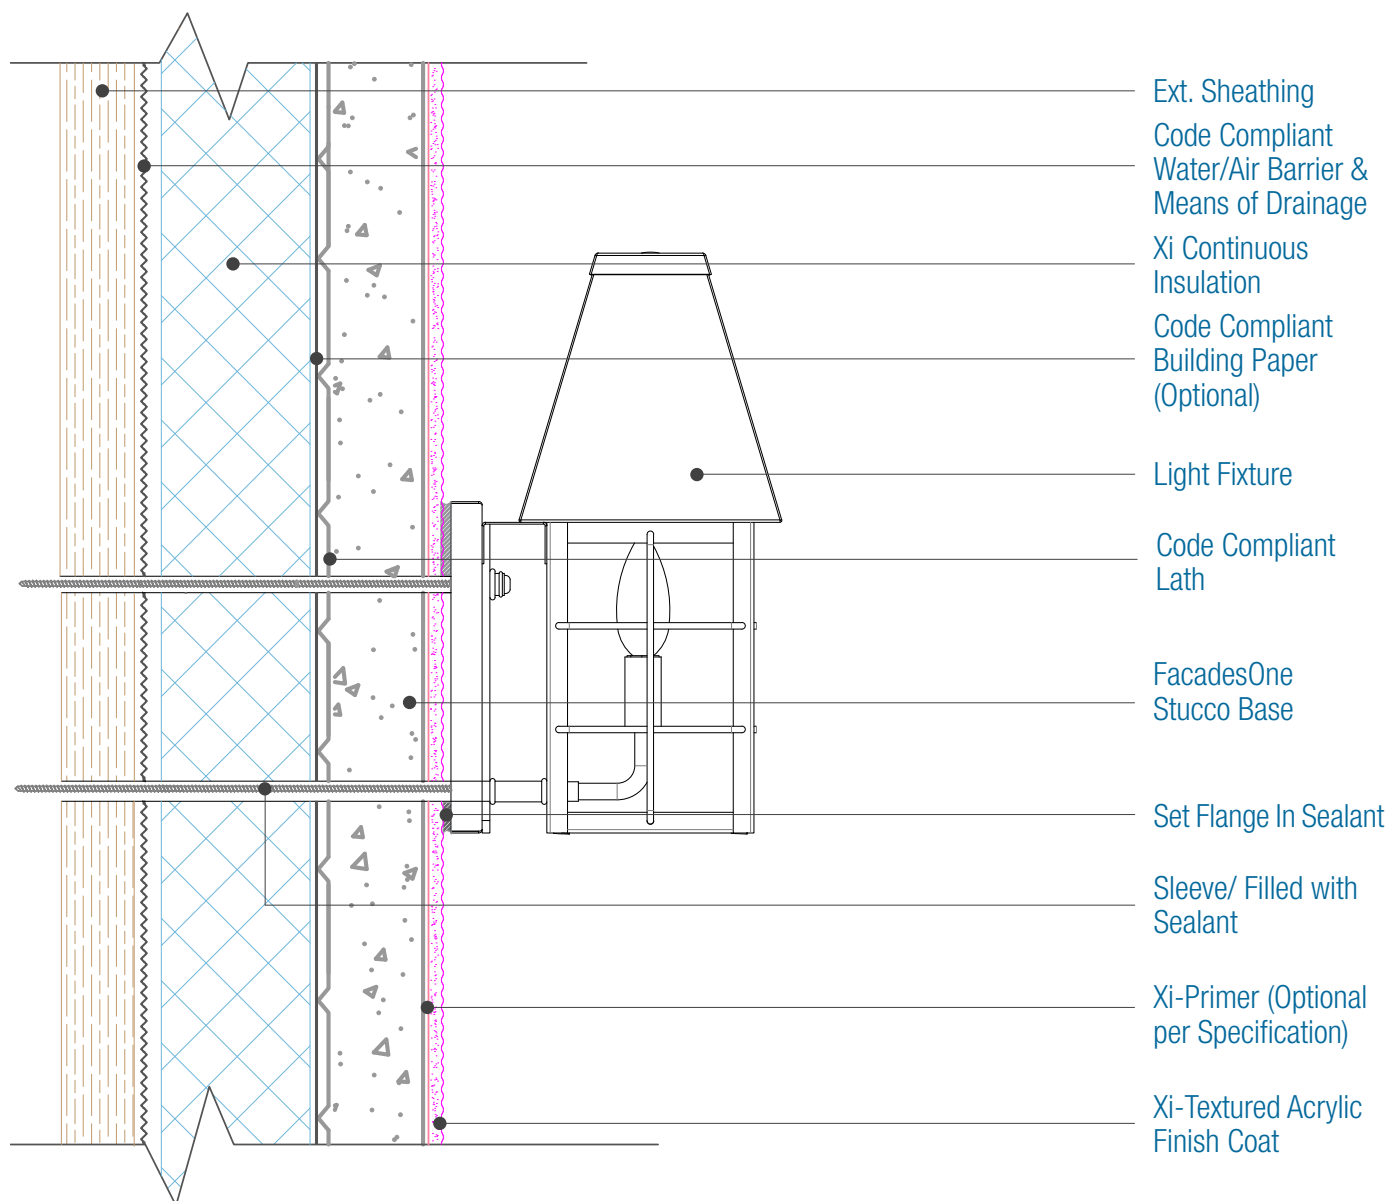 Ext. Sheathing
Code Compliant
Water/Air Barrier &
Means of Drainage
Xi Continuous
Insulation
Code Compliant
Building Paper
(Optional)
Light Fixture
Code Compliant
Lath
FacadesOne
Stucco Base
Set Flange In Sealant
Sleeve/ Filled with
Sealant
Xi-Primer (Optional
per Specification)
Xi-Textured Acrylic
Finish Coat